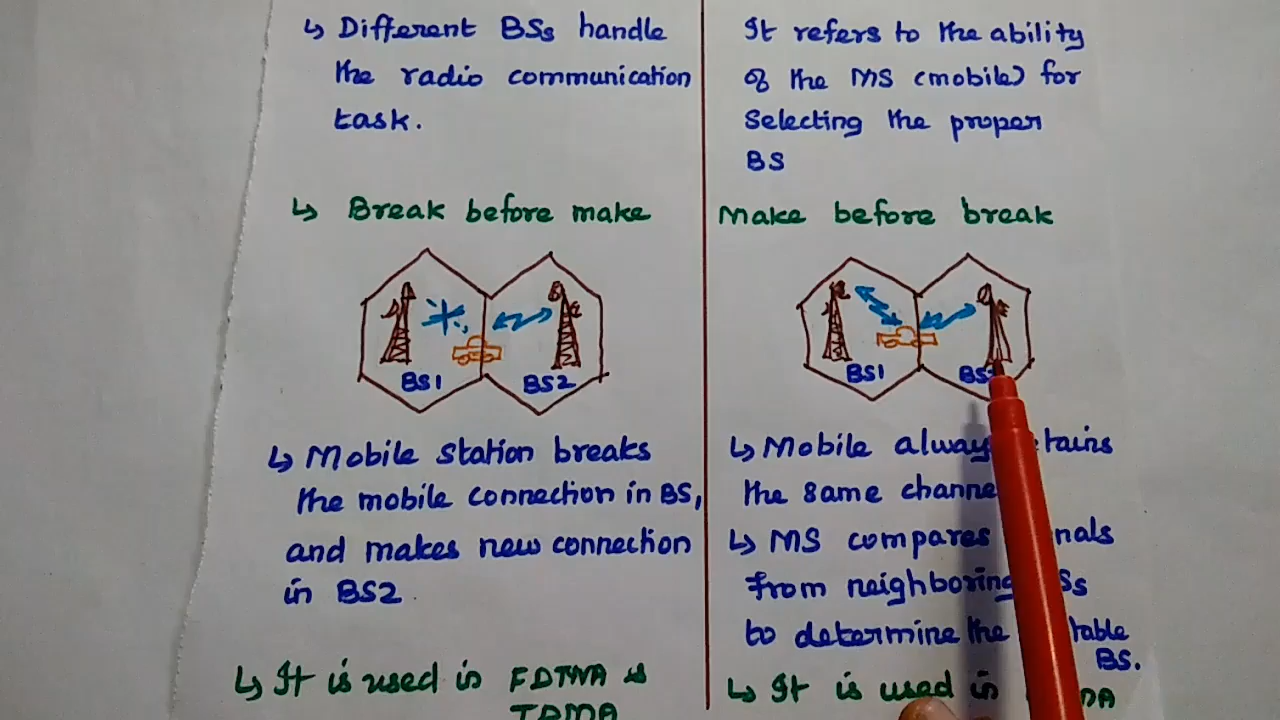 ↳ Different BSs handle
the radio communication
task.
↳ Break before make
BS1
BS2
↳ Mobile station breaks
the mobile connection in BS,
and makes new connection
in BS2
↳ It is used in FDMA &
TDMA
It refers to the ability
of the MS (mobile) for
selecting the proper
BS
Make before break
BS1
↳ Mobile always
the same
↳ MS compares
from neighboring
to determine the
BS.
↳ It is used in